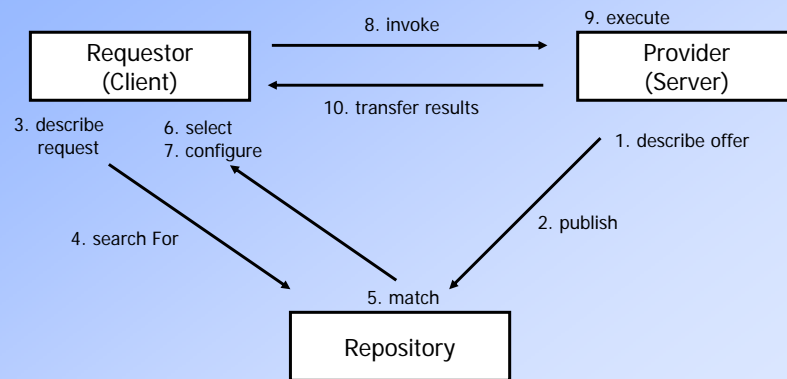 8. invoke
9. execute
Requestor
(Client)
Provider
(Server)
10. transfer results
3. describe
request
6. select
7. configure
1. describe offer
2. publish
4. search For
5. match
Repository